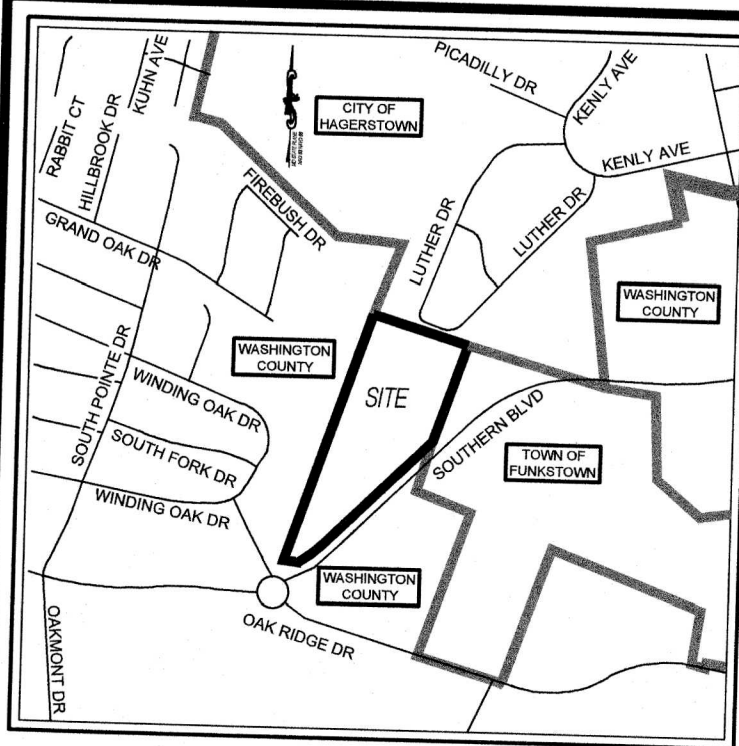 PICADILLY DR
KENLY AVE
KUHN AVE
CITY OF
HAGERSTOWN
HILLBROOK DR
RABBIT CT
KENLY AVE
FIREBUSH DR
LUTHER DR
LUTHER DR
GRAND OAK DR
WASHINGTON
COUNTY
WASHINGTON
COUNTY
SOUTH POINTE DR
WINDING OAK DR
SITE
SOUTHERN BLVD
SOUTH FORK DR
TOWN OF
FUNKSTOWN
WINDING OAK DR
WASHINGTON
COUNTY
OAK RIDGE DR
OAKMONT DR